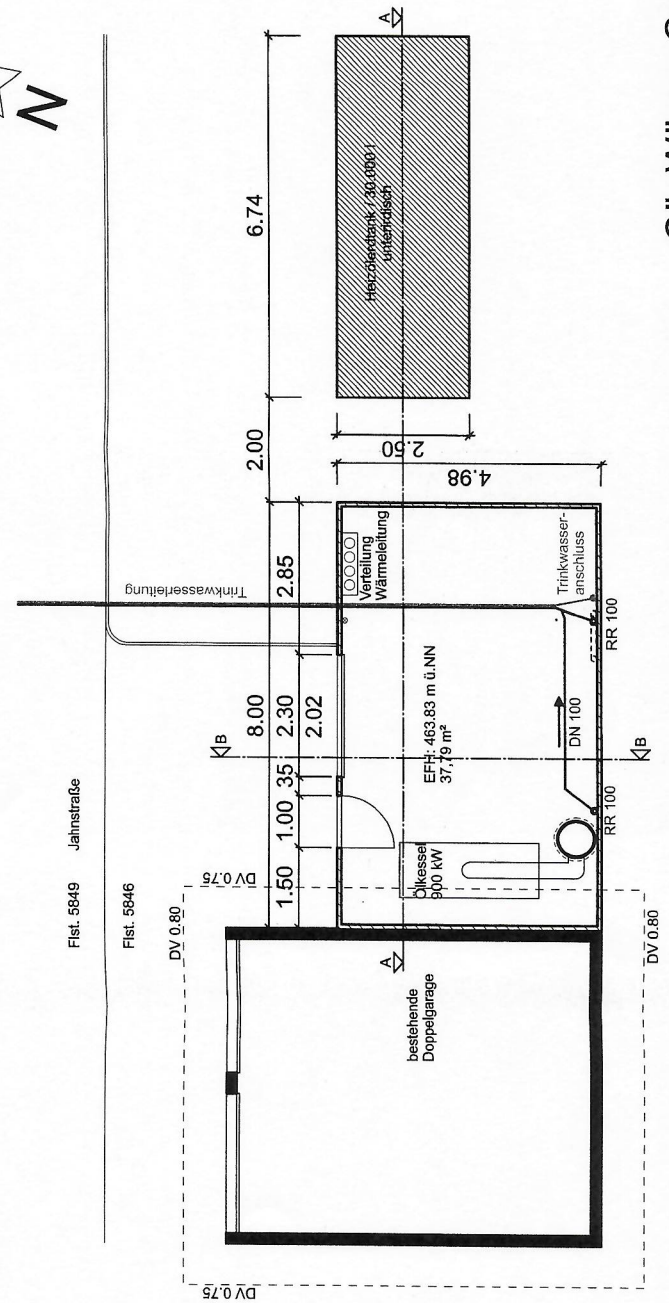 N
Flst. 5849 Jahnstraße
Flst. 5846
DV 0.80
DV 0.75
DV 0.75
DV 0.80
8.00
2.00
6.74
1.50
1.00
35
2.30
2.85
2.02
2.50
4.98
Trinkwasserleitung
B
B
A
A
bestehende
Doppelgarage
Ölkessel
900 kW
EFH: 463.83 m ü.NN
37,79 m²
Verteilung
Wärmeleitung
Trinkwasser-
anschluss
DN 100
RR 100
RR 100
Heizölerdtank / 30.000 l
unterirdisch